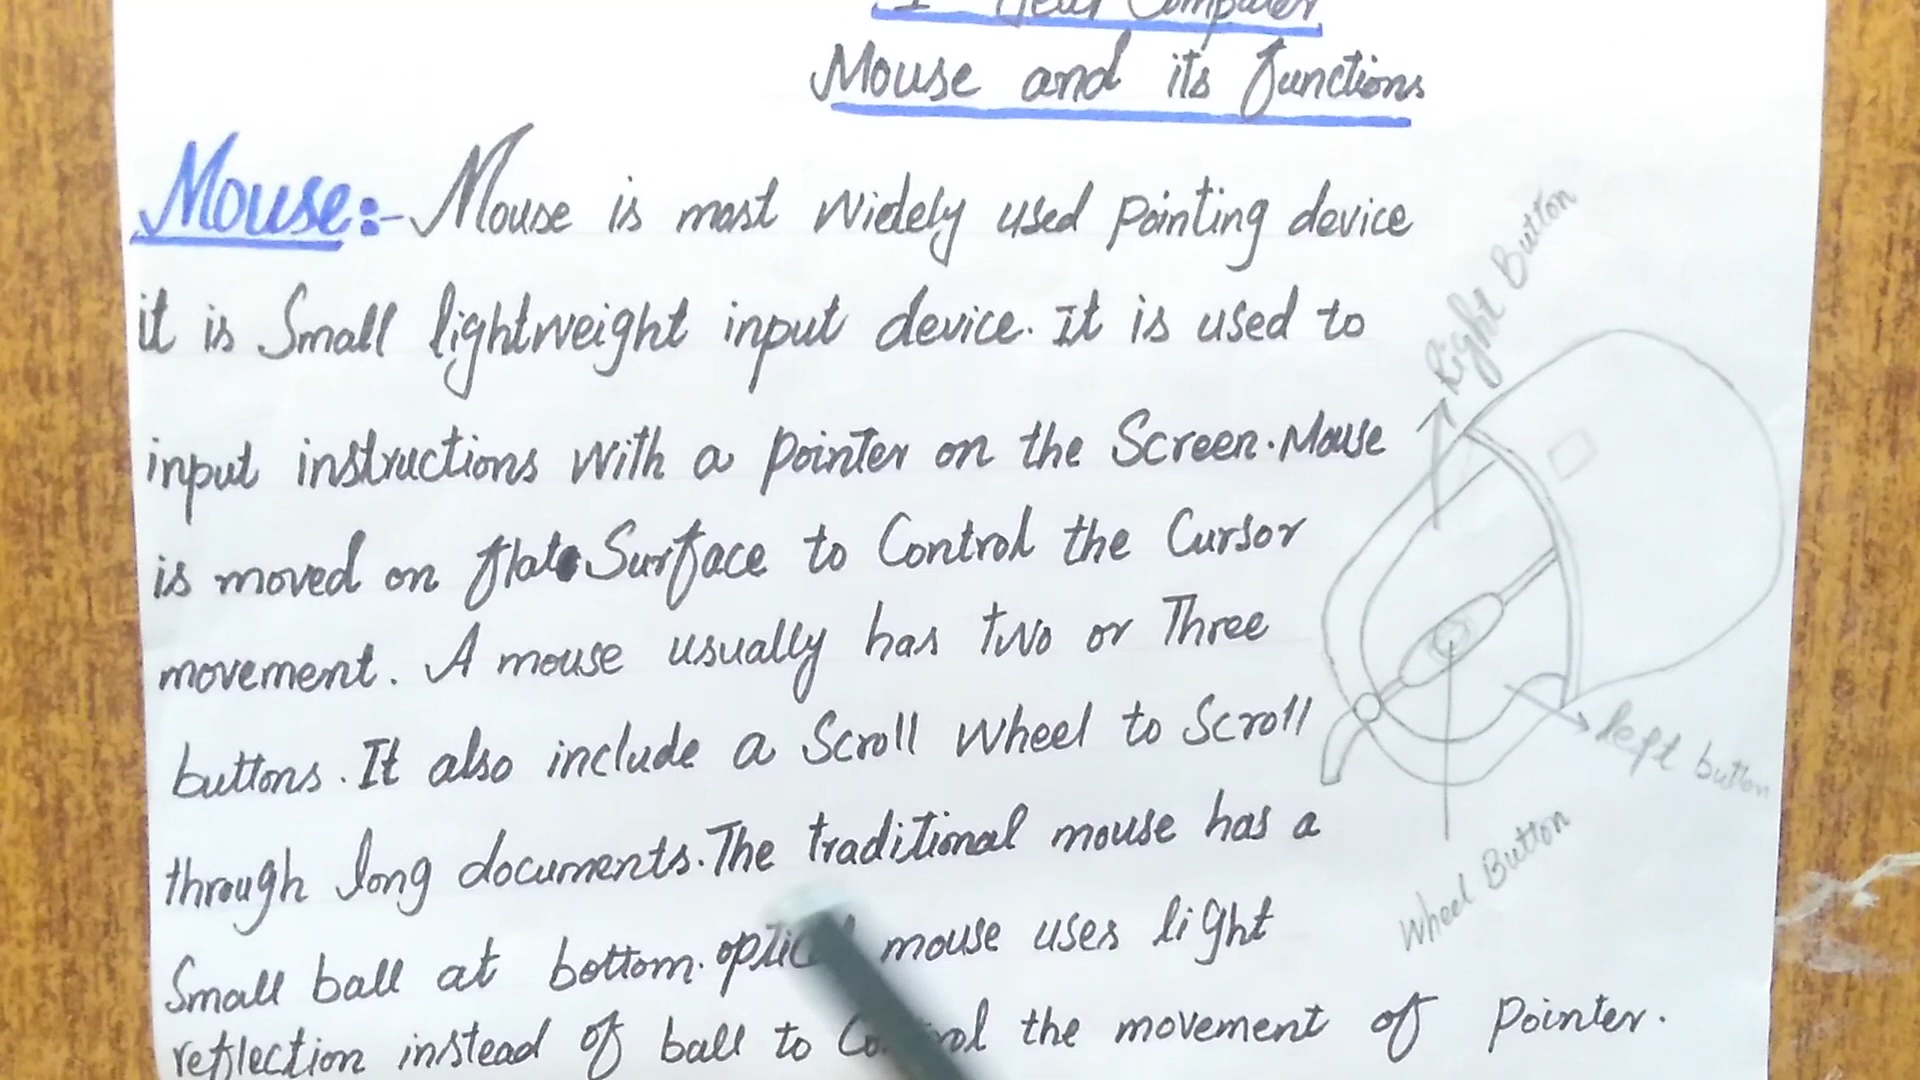 I Year Computer
Mouse and its functions
Mouse:- Mouse is most widely used pointing device
it is Small lightweight input device. It is used to
input instructions with a pointer on the Screen. Mouse
is moved on flat Surface to Control the Cursor
movement. A mouse usually has two or Three
buttons. It also include a Scroll wheel to Scroll
through long documents. The traditional mouse has a
Small ball at bottom. optical mouse uses light
reflection instead of ball to Control the movement of pointer.
Right Button
left button
Wheel Button